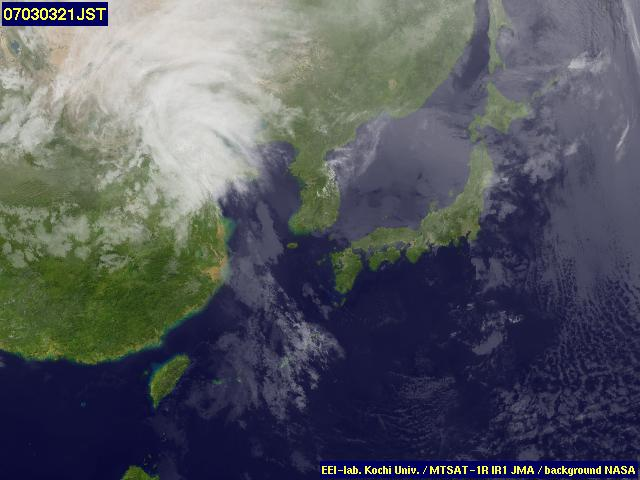 07030321JST
EEI-lab. Kochi Univ. / MTSAT-1R IR1 JMA / background NASA